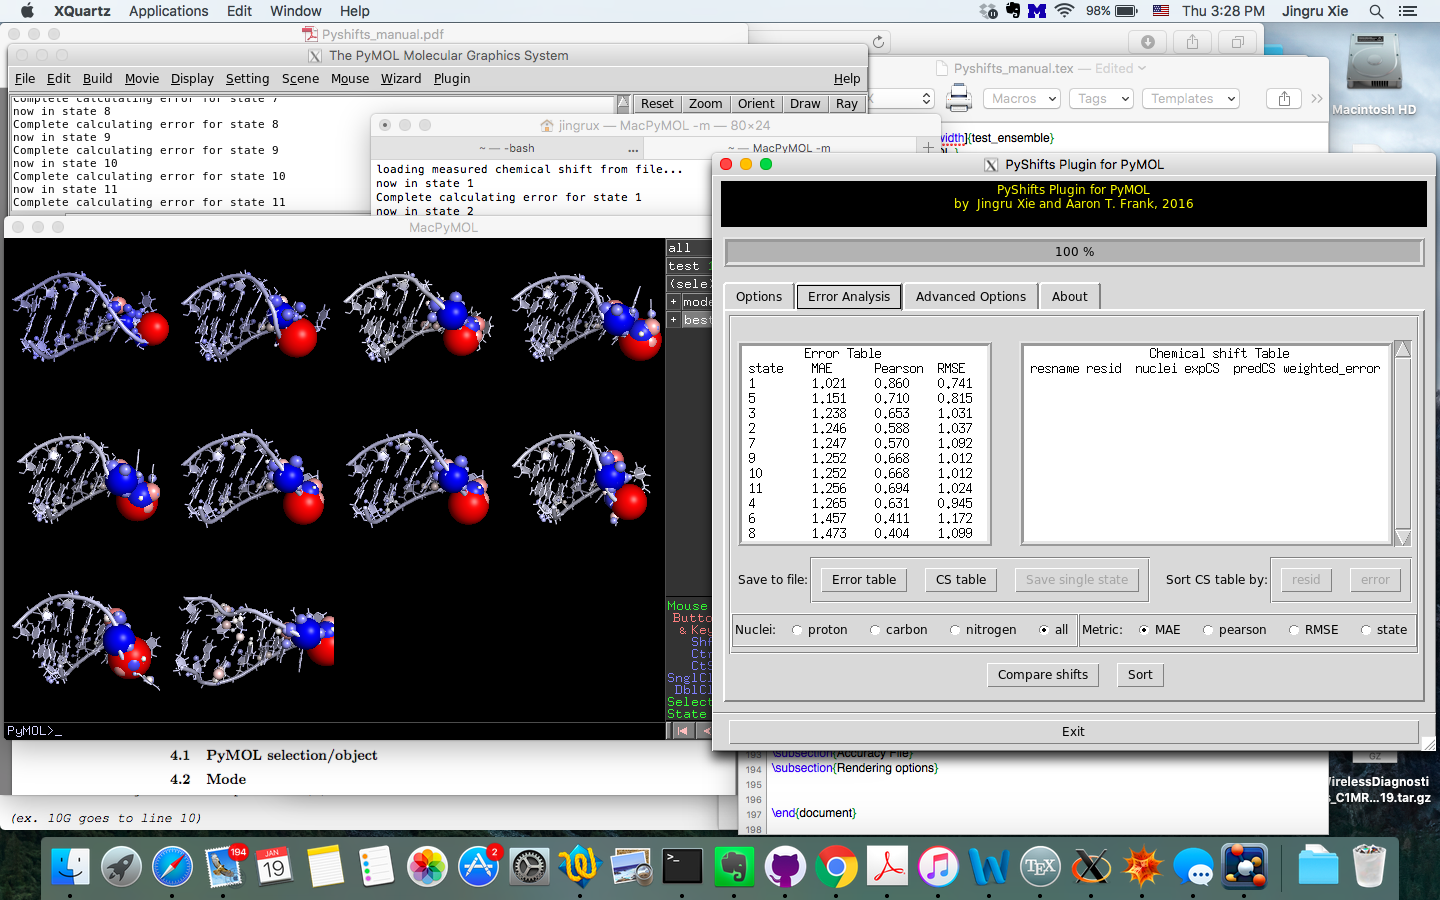 XQuartz Applications Edit Window Help 98% Thu 3:28 PM Jingru Xie
Pyshifts_manual.pdf
The PyMOL Molecular Graphics System
File Edit Build Movie Display Setting Scene Mouse Wizard Plugin Help
Complete calculating error for state 7
now in state 8
Complete calculating error for state 8
now in state 9
Complete calculating error for state 9
now in state 10
Complete calculating error for state 10
now in state 11
Complete calculating error for state 11
Reset Zoom Orient Draw Ray
jingrux — MacPyMOL -m — 80×24
~ — -bash ... ~ — MacPyMOL -m
loading measured chemical shift from file...
now in state 1
Complete calculating error for state 1
now in state 2
Pyshifts_manual.tex — Edited
Macros Tags Templates
width]{test_ensemble}
Macintosh HD
MacPyMOL
all
test
(sele)
+ mode
+ best
Mouse
Butto
& Key
Shf
Ctr
CtS
SnglCl
DblCl
Select
State
PyMOL>_
PyShifts Plugin for PyMOL
PyShifts Plugin for PyMOL
by Jingru Xie and Aaron T. Frank, 2016
100 %
Options Error Analysis Advanced Options About
Error Table
state MAE Pearson RMSE
1 1.021 0.860 0.741
5 1.151 0.710 0.815
3 1.238 0.653 1.031
2 1.246 0.588 1.037
7 1.247 0.570 1.092
9 1.252 0.668 1.012
10 1.252 0.668 1.012
11 1.256 0.694 1.024
4 1.265 0.631 0.945
6 1.457 0.411 1.172
8 1.473 0.404 1.099
Chemical shift Table
resname resid nuclei expCS predCS weighted_error
Save to file: Error table CS table Save single state Sort CS table by: resid error
Nuclei: proton carbon nitrogen all Metric: MAE pearson RMSE state
Compare shifts Sort
Exit
4.1 PyMOL selection/object
4.2 Mode
(ex. 10G goes to line 10)
193 \subsection{Accuracy File}
194 \subsection{Rendering options}
195
196
197 \end{document}
198
GZ
WirelessDiagnosti
s_C1MR...19.tar.gz
194
JAN
19
2
>_
TEX